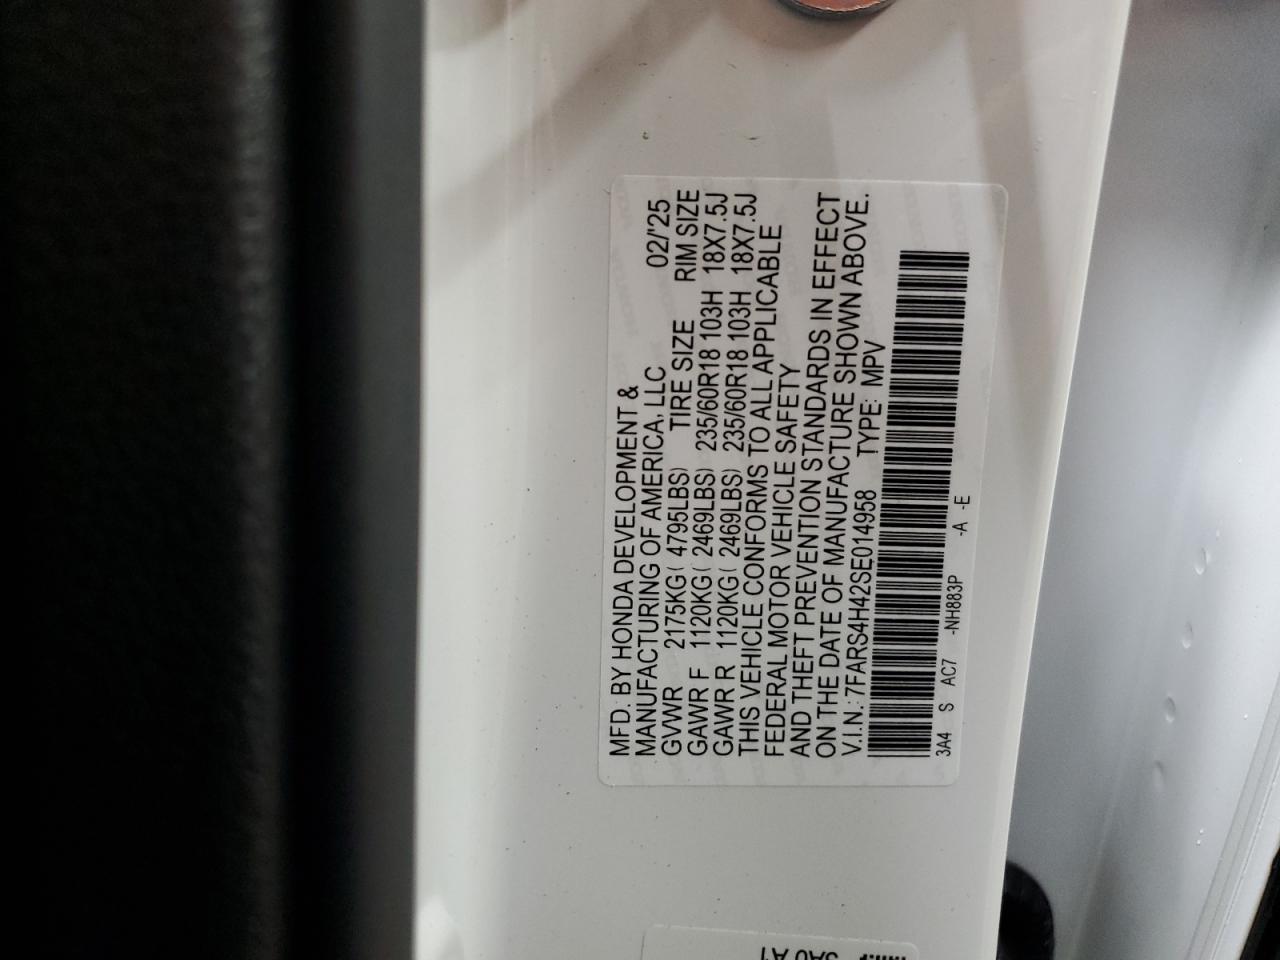 MFD. BY HONDA DEVELOPMENT &
MANUFACTURING OF AMERICA, LLC 02/'25
GVWR 2175KG( 4795LBS) TIRE SIZE RIM SIZE
GAWR F 1120KG( 2469LBS) 235/60R18 103H 18X7.5J
GAWR R 1120KG( 2469LBS) 235/60R18 103H 18X7.5J
THIS VEHICLE CONFORMS TO ALL APPLICABLE
FEDERAL MOTOR VEHICLE SAFETY
AND THEFT PREVENTION STANDARDS IN EFFECT
ON THE DATE OF MANUFACTURE SHOWN ABOVE.
V.I.N.: 7FARS4H42SE014958 TYPE: MPV
3A4 S AC7 -NH883P -A -E